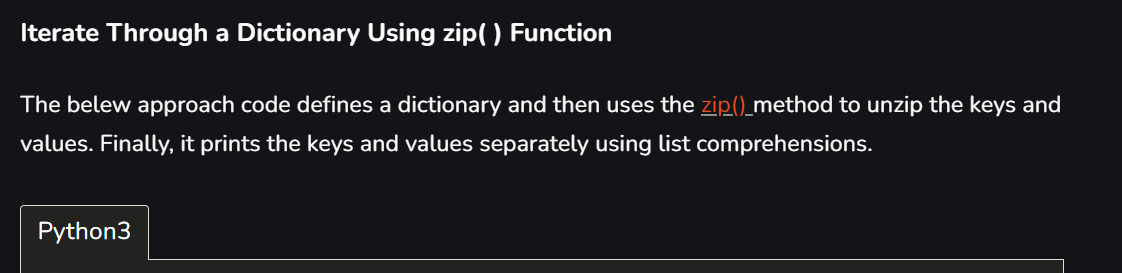 Iterate Through a Dictionary Using zip( ) Function
The belew approach code defines a dictionary and then uses the zip() method to unzip the keys and
values. Finally, it prints the keys and values separately using list comprehensions.
Python3